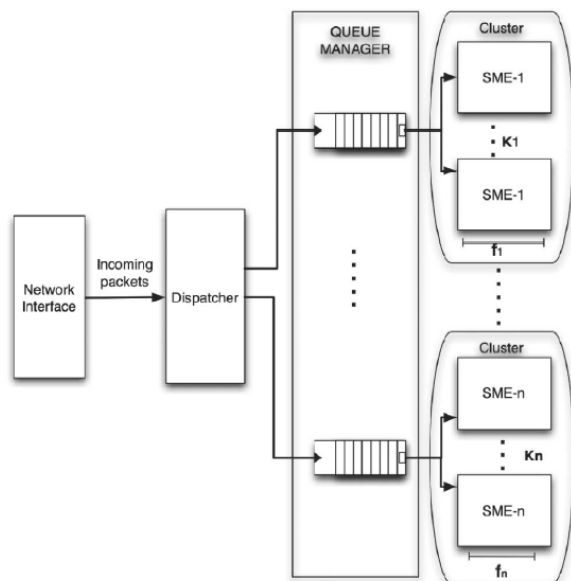 QUEUE
MANAGER
Cluster
SME-1
K1
SME-1
f1
Network
Interface
Incoming
packets
Dispatcher
Cluster
SME-n
Kn
SME-n
fn